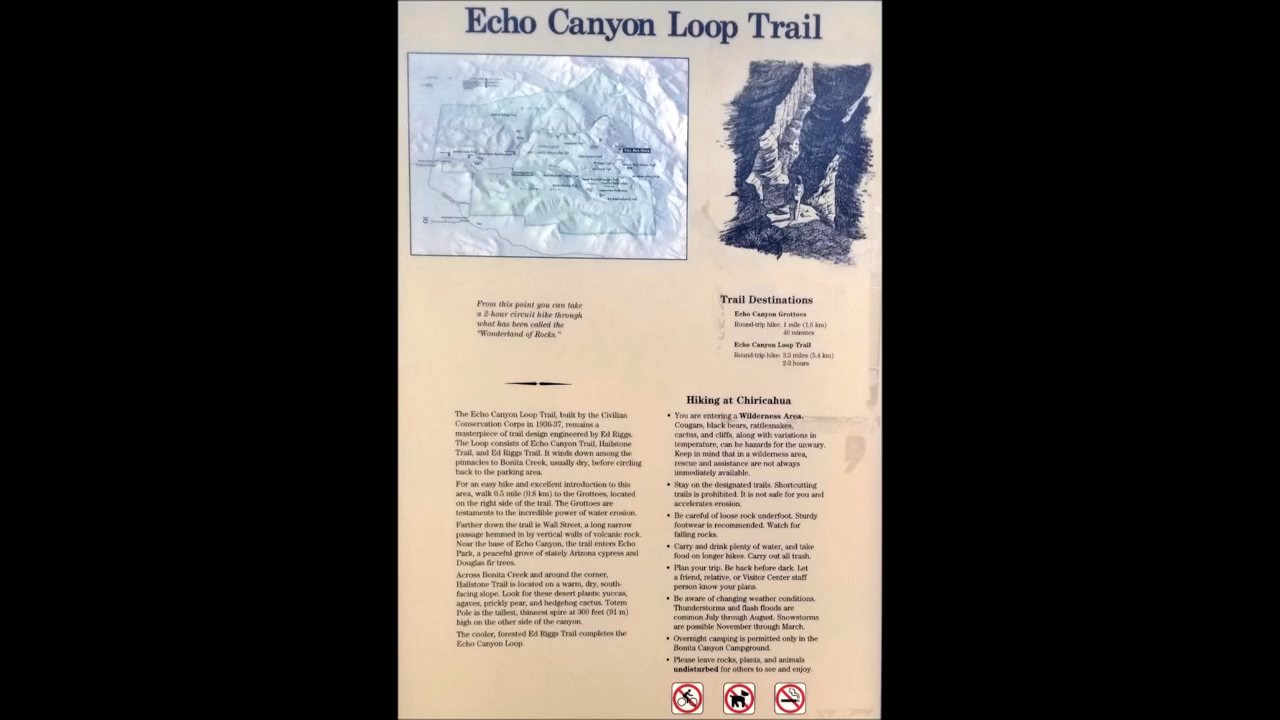 Echo Canyon Loop Trail
You Are Here
From this point you can take
a 2-hour circuit hike through
what has been called the
"Wonderland of Rocks."
Trail Destinations
Echo Canyon Grottoes
Round-trip hike: 1 mile (1.6 km)
40 minutes
Echo Canyon Loop Trail
Round-trip hike: 3.3 miles (5.4 km)
2-3 hours
The Echo Canyon Loop Trail, built by the Civilian
Conservation Corps in 1936-37, remains a
masterpiece of trail design engineered by Ed Riggs.
The Loop consists of Echo Canyon Trail, Hailstone
Trail, and Ed Riggs Trail. It winds down among the
pinnacles to Bonita Creek, usually dry, before circling
back to the parking area.
For an easy hike and excellent introduction to this
area, walk 0.5 mile (0.8 km) to the Grottoes, located
on the right side of the trail. The Grottoes are
testaments to the incredible power of water erosion.
Farther down the trail is Wall Street, a long narrow
passage hemmed in by vertical walls of volcanic rock.
Near the base of Echo Canyon, the trail enters Echo
Park, a peaceful grove of stately Arizona cypress and
Douglas fir trees.
Across Bonita Creek and around the corner,
Hailstone Trail is located on a warm, dry, south-
facing slope. Look for these desert plants: yuccas,
agaves, prickly pear, and hedgehog cactus. Totem
Pole is the tallest, thinnest spire at 300 feet (91 m)
high on the other side of the canyon.
The cooler, forested Ed Riggs Trail completes the
Echo Canyon Loop.
Hiking at Chiricahua
• You are entering a Wilderness Area.
Cougars, black bears, rattlesnakes,
cactus, and cliffs, along with variations in
temperature, can be hazards for the unwary.
Keep in mind that in a wilderness area,
rescue and assistance are not always
immediately available.
• Stay on the designated trails. Shortcutting
trails is prohibited. It is not safe for you and
accelerates erosion.
• Be careful of loose rock underfoot. Sturdy
footwear is recommended. Watch for
falling rocks.
• Carry and drink plenty of water, and take
food on longer hikes. Carry out all trash.
• Plan your trip. Be back before dark. Let
a friend, relative, or Visitor Center staff
person know your plans.
• Be aware of changing weather conditions.
Thunderstorms and flash floods are
common July through August. Snowstorms
are possible November through March.
• Overnight camping is permitted only in the
Bonita Canyon Campground.
• Please leave rocks, plants, and animals
undisturbed for others to see and enjoy.